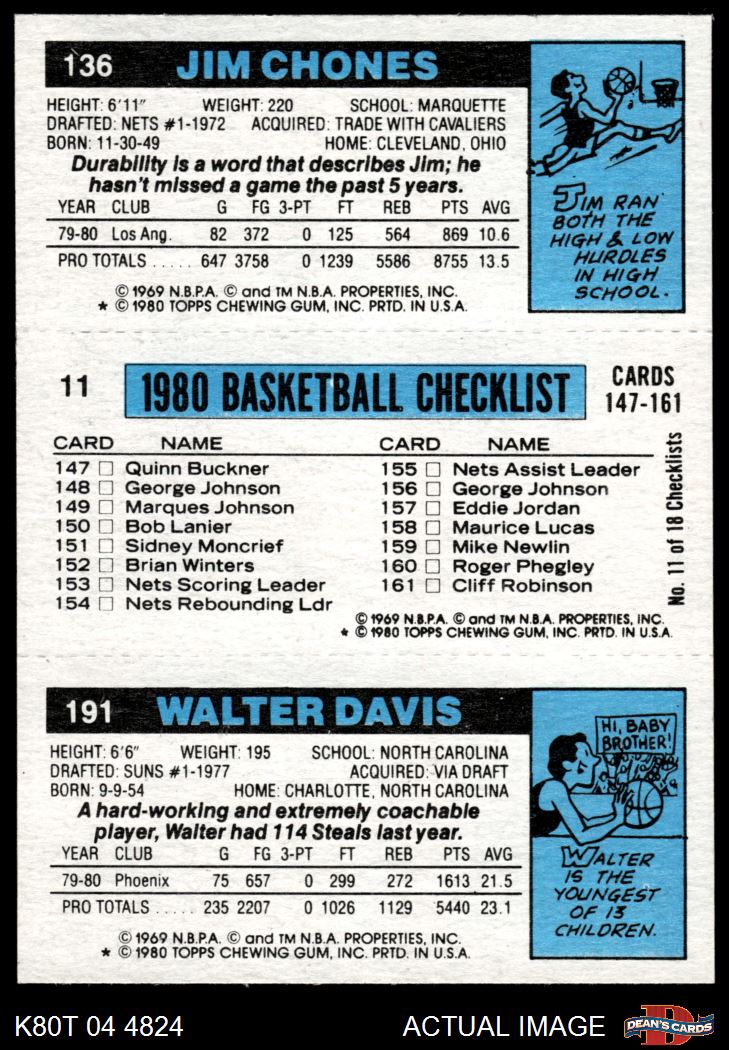 136 JIM CHONES
HEIGHT: 6'11" WEIGHT: 220 SCHOOL: MARQUETTE
DRAFTED: NETS #1-1972 ACQUIRED: TRADE WITH CAVALIERS
BORN: 11-30-49 HOME: CLEVELAND, OHIO
Durability is a word that describes Jim; he
hasn't missed a game the past 5 years.
YEAR CLUB G FG 3-PT FT REB PTS AVG
79-80 Los Ang. 82 372 0 125 564 869 10.6
PRO TOTALS ..... 647 3758 0 1239 5586 8755 13.5
© 1969 N.B.P.A. © and TM N.B.A. PROPERTIES, INC.
* © 1980 TOPPS CHEWING GUM, INC. PRTD. IN U.S.A.
JIM RAN
BOTH THE
HIGH & LOW
HURDLES
IN HIGH
SCHOOL.
11 1980 BASKETBALL CHECKLIST CARDS
147-161
CARD NAME CARD NAME
147 □ Quinn Buckner 155 □ Nets Assist Leader
148 □ George Johnson 156 □ George Johnson
149 □ Marques Johnson 157 □ Eddie Jordan
150 □ Bob Lanier 158 □ Maurice Lucas
151 □ Sidney Moncrief 159 □ Mike Newlin
152 □ Brian Winters 160 □ Roger Phegley
153 □ Nets Scoring Leader 161 □ Cliff Robinson
154 □ Nets Rebounding Ldr
No. 11 of 18 Checklists
© 1969 N.B.P.A. © and TM N.B.A. PROPERTIES, INC.
* © 1980 TOPPS CHEWING GUM, INC. PRTD. IN U.S.A.
191 WALTER DAVIS
HEIGHT: 6'6" WEIGHT: 195 SCHOOL: NORTH CAROLINA
DRAFTED: SUNS #1-1977 ACQUIRED: VIA DRAFT
BORN: 9-9-54 HOME: CHARLOTTE, NORTH CAROLINA
A hard-working and extremely coachable
player, Walter had 114 Steals last year.
YEAR CLUB G FG 3-PT FT REB PTS AVG
79-80 Phoenix 75 657 0 299 272 1613 21.5
PRO TOTALS ..... 235 2207 0 1026 1129 5440 23.1
© 1969 N.B.P.A. © and TM N.B.A. PROPERTIES, INC.
* © 1980 TOPPS CHEWING GUM, INC. PRTD. IN U.S.A.
HI, BABY
BROTHER!
WALTER
IS THE
YOUNGEST
OF 13
CHILDREN.
K80T 04 4824 ACTUAL IMAGE
DEAN'S CARDS